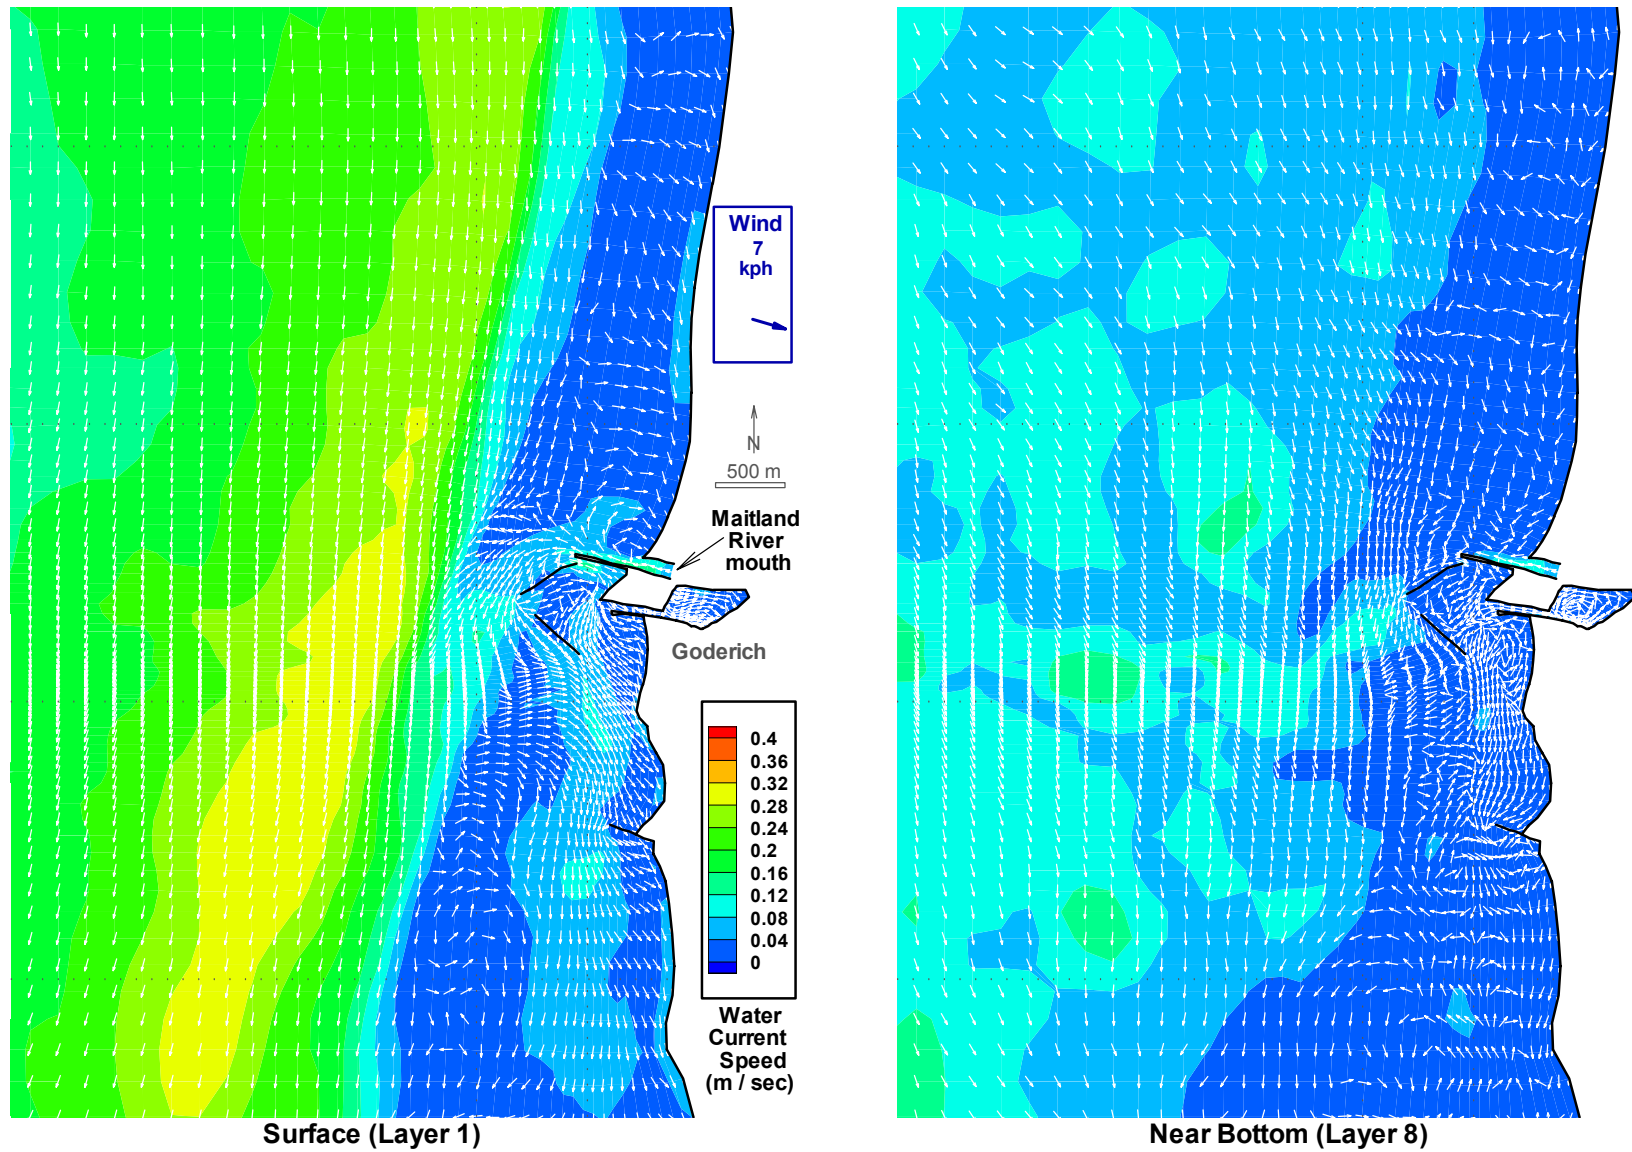 Wind
7
kph
N
500 m
Maitland
River
mouth
Goderich
0.4
0.36
0.32
0.28
0.24
0.2
0.16
0.12
0.08
0.04
0
Water
Current
Speed
(m / sec)
Surface (Layer 1)
Near Bottom (Layer 8)